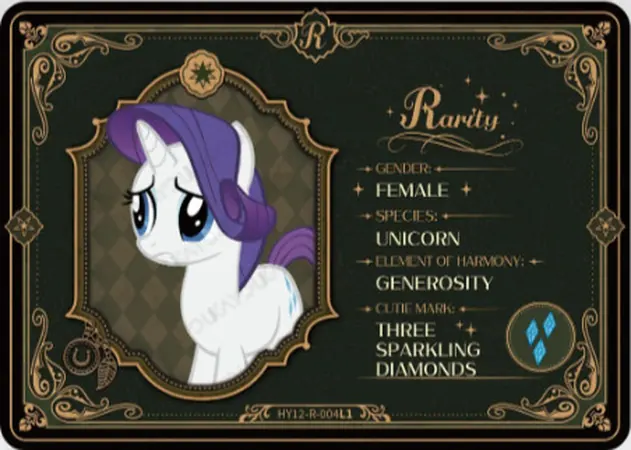 R
Rarity
GENDER:
FEMALE
SPECIES:
UNICORN
ELEMENT OF HARMONY:
GENEROSITY
CUTIE MARK:
THREE
SPARKLING
DIAMONDS
HY12-R-004L1